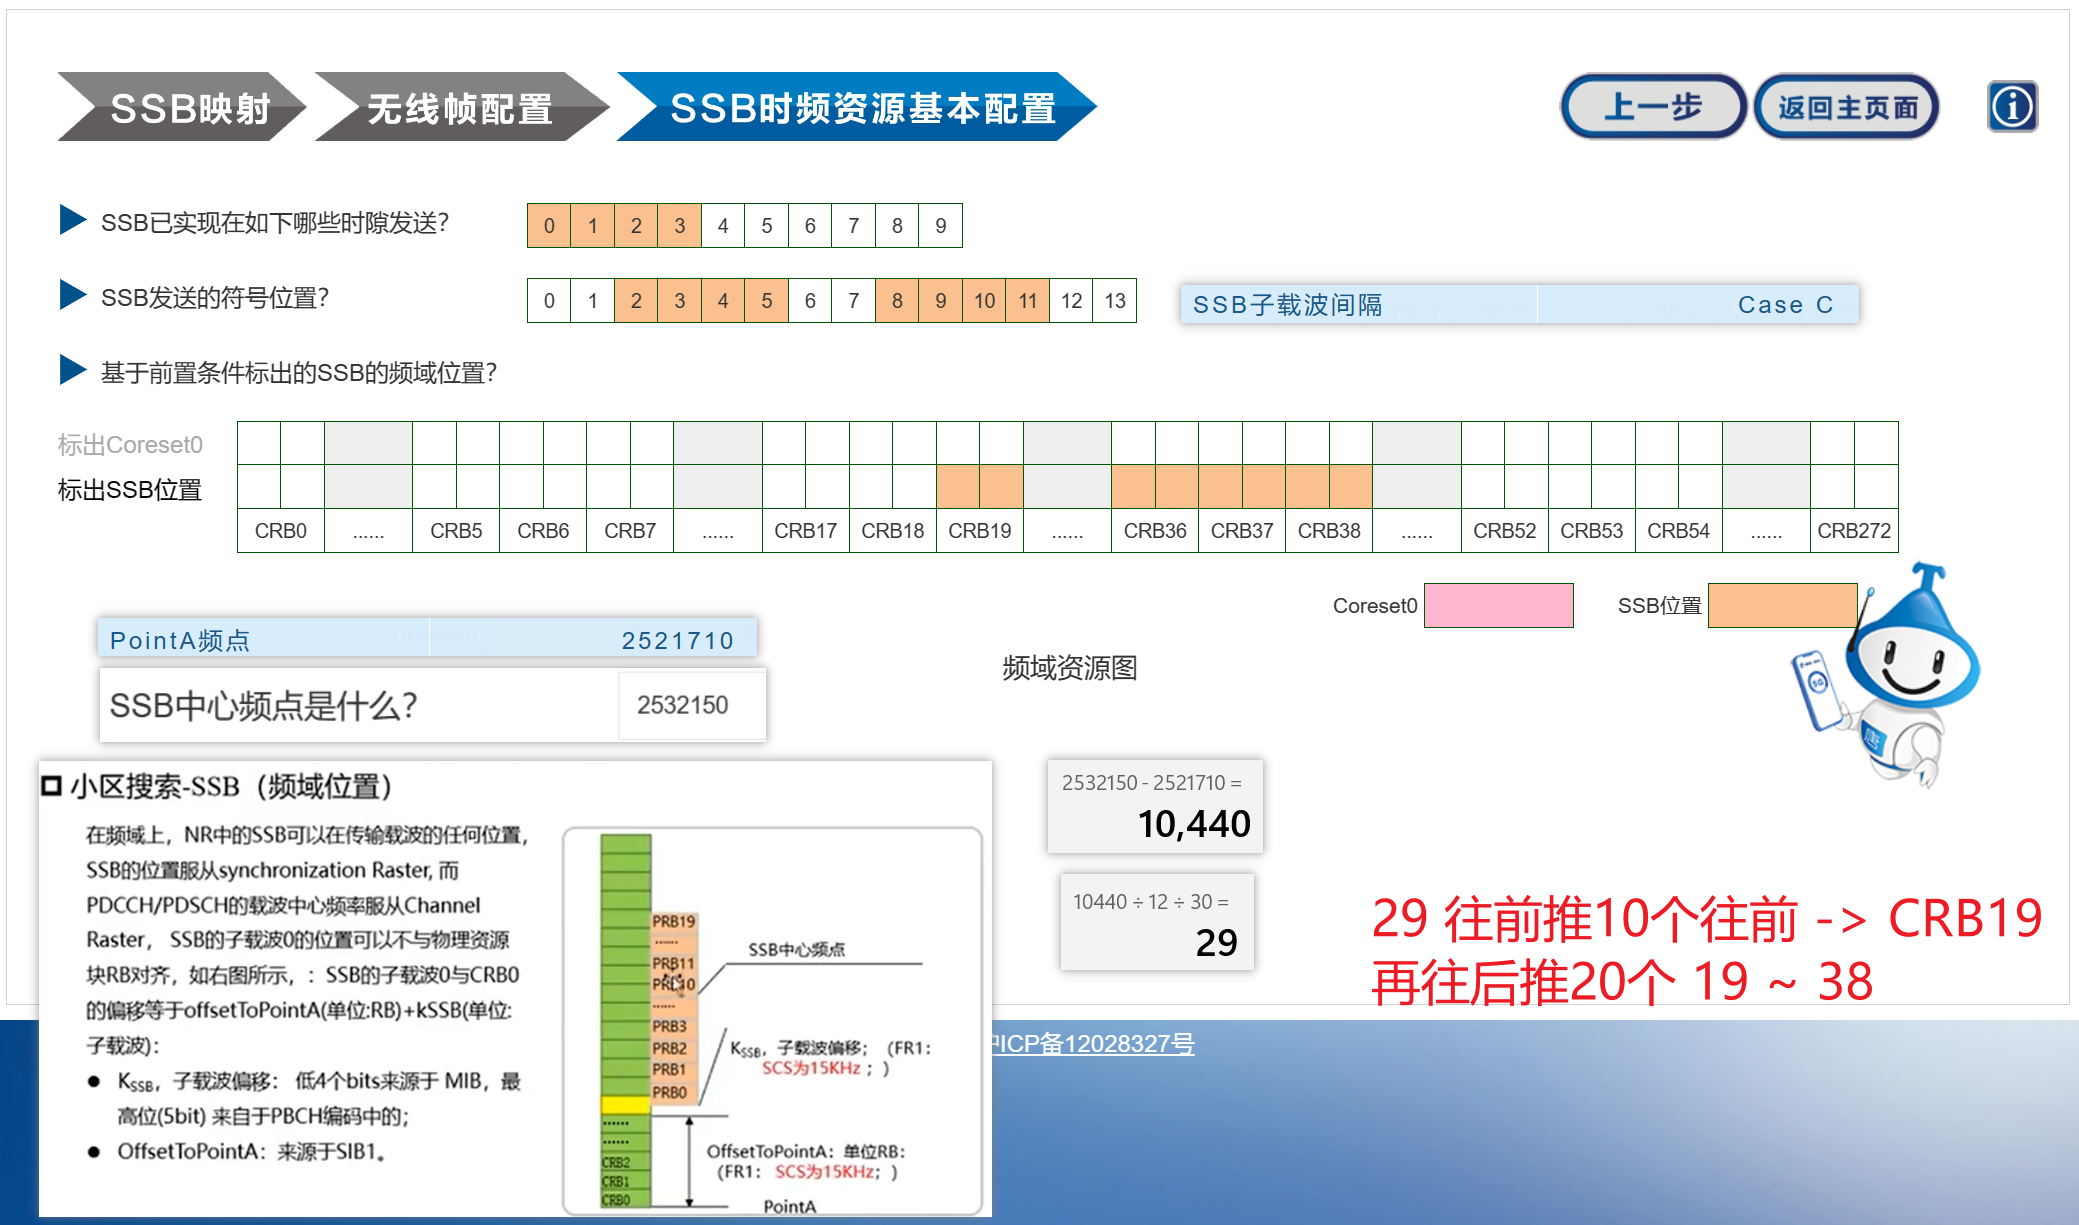 SSB映射
无线帧配置
SSB时频资源基本配置
上一步
返回主页面
SSB已实现在如下哪些时隙发送?
0 1 2 3 4 5 6 7 8 9
SSB发送的符号位置?
0 1 2 3 4 5 6 7 8 9 10 11 12 13
SSB子载波间隔 Case C
基于前置条件标出的SSB的频域位置?
标出Coreset0
标出SSB位置
CRB0 ...... CRB5 CRB6 CRB7 ...... CRB17 CRB18 CRB19 ...... CRB36 CRB37 CRB38 ...... CRB52 CRB53 CRB54 ...... CRB272
Coreset0
SSB位置
PointA频点 2521710
SSB中心频点是什么? 2532150
频域资源图
2532150 - 2521710 =
10,440
10440 ÷ 12 ÷ 30 =
29
29 往前推10个往前 -> CRB19
再往后推20个 19 ~ 38
小区搜索-SSB（频域位置）
在频域上，NR中的SSB可以在传输载波的任何位置，
SSB的位置服从synchronization Raster, 而
PDCCH/PDSCH的载波中心频率服从Channel
Raster， SSB的子载波0的位置可以不与物理资源
块RB对齐，如右图所示，：SSB的子载波0与CRB0
的偏移等于offsetToPointA(单位:RB)+kSSB(单位:
子载波)：
● KSSB，子载波偏移： 低4个bits来源于 MIB，最
高位(5bit) 来自于PBCH编码中的；
● OffsetToPointA：来源于SIB1。
PRB19
......
PRB11
PRB10
......
PRB3
PRB2
PRB1
PRB0
SSB中心频点
KSSB，子载波偏移； （FR1：
SCS为15KHz；）
......
......
CRB2
CRB1
CRB0
OffsetToPointA：单位RB：
（FR1： SCS为15KHz；）
PointA
ICP备12028327号